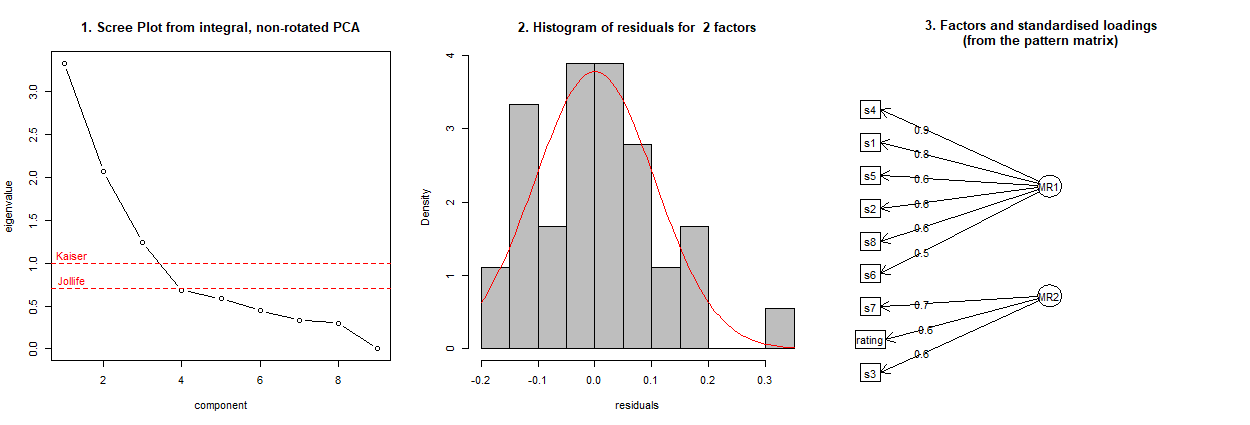 1. Scree Plot from integral, non-rotated PCA
eigenvalue
3.0
2.5
2.0
1.5
1.0
0.5
0.0
Kaiser
Jollife
2 4 6 8
component
2. Histogram of residuals for 2 factors
Density
4
3
2
1
0
-0.2 -0.1 0.0 0.1 0.2 0.3
residuals
3. Factors and standardised loadings
(from the pattern matrix)
s4
0.9
s1
0.8
s5
0.6
MR1
s2
0.6
s8
0.6
s6
0.5
s7
0.7
MR2
rating
0.6
s3
0.6